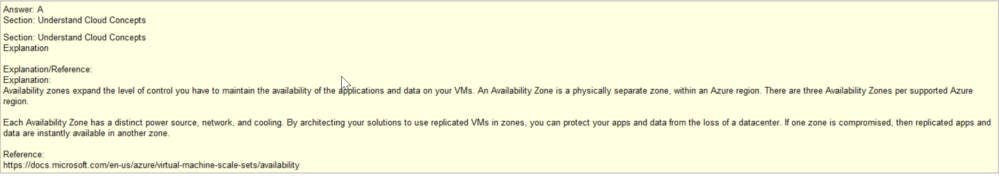 Answer: A
Section: Understand Cloud Concepts
Section: Understand Cloud Concepts
Explanation
Explanation/Reference:
Explanation:
Availability zones expand the level of control you have to maintain the availability of the applications and data on your VMs. An Availability Zone is a physically separate zone, within an Azure region. There are three Availability Zones per supported Azure
region.
Each Availability Zone has a distinct power source, network, and cooling. By architecting your solutions to use replicated VMs in zones, you can protect your apps and data from the loss of a datacenter. If one zone is compromised, then replicated apps and
data are instantly available in another zone.
Reference:
https://docs.microsoft.com/en-us/azure/virtual-machine-scale-sets/availability